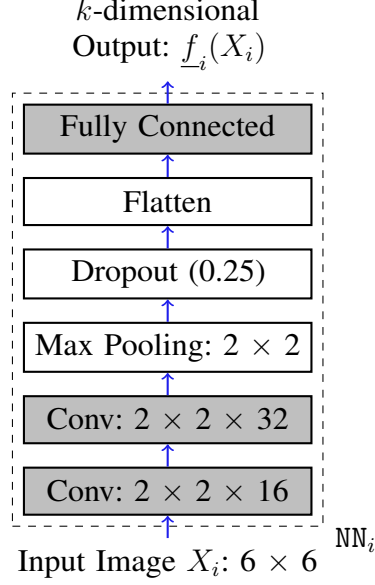 k-dimensional
Output: f_i(X_i)
Fully Connected
Flatten
Dropout (0.25)
Max Pooling: 2 × 2
Conv: 2 × 2 × 32
Conv: 2 × 2 × 16
NN_i
Input Image X_i: 6 × 6